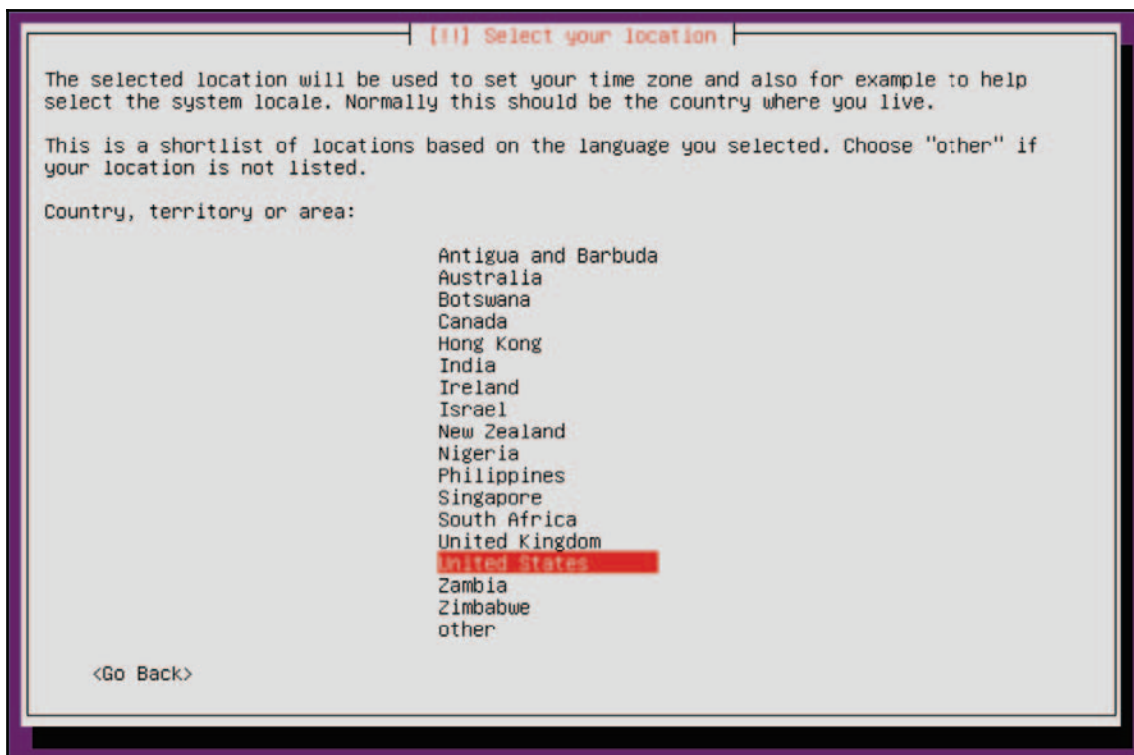 [!!] Select your location
The selected location will be used to set your time zone and also for example to help
select the system locale. Normally this should be the country where you live.
This is a shortlist of locations based on the language you selected. Choose "other" if
your location is not listed.
Country, territory or area:
Antigua and Barbuda
Australia
Botswana
Canada
Hong Kong
India
Ireland
Israel
New Zealand
Nigeria
Philippines
Singapore
South Africa
United Kingdom
United States
Zambia
Zimbabwe
other
<Go Back>